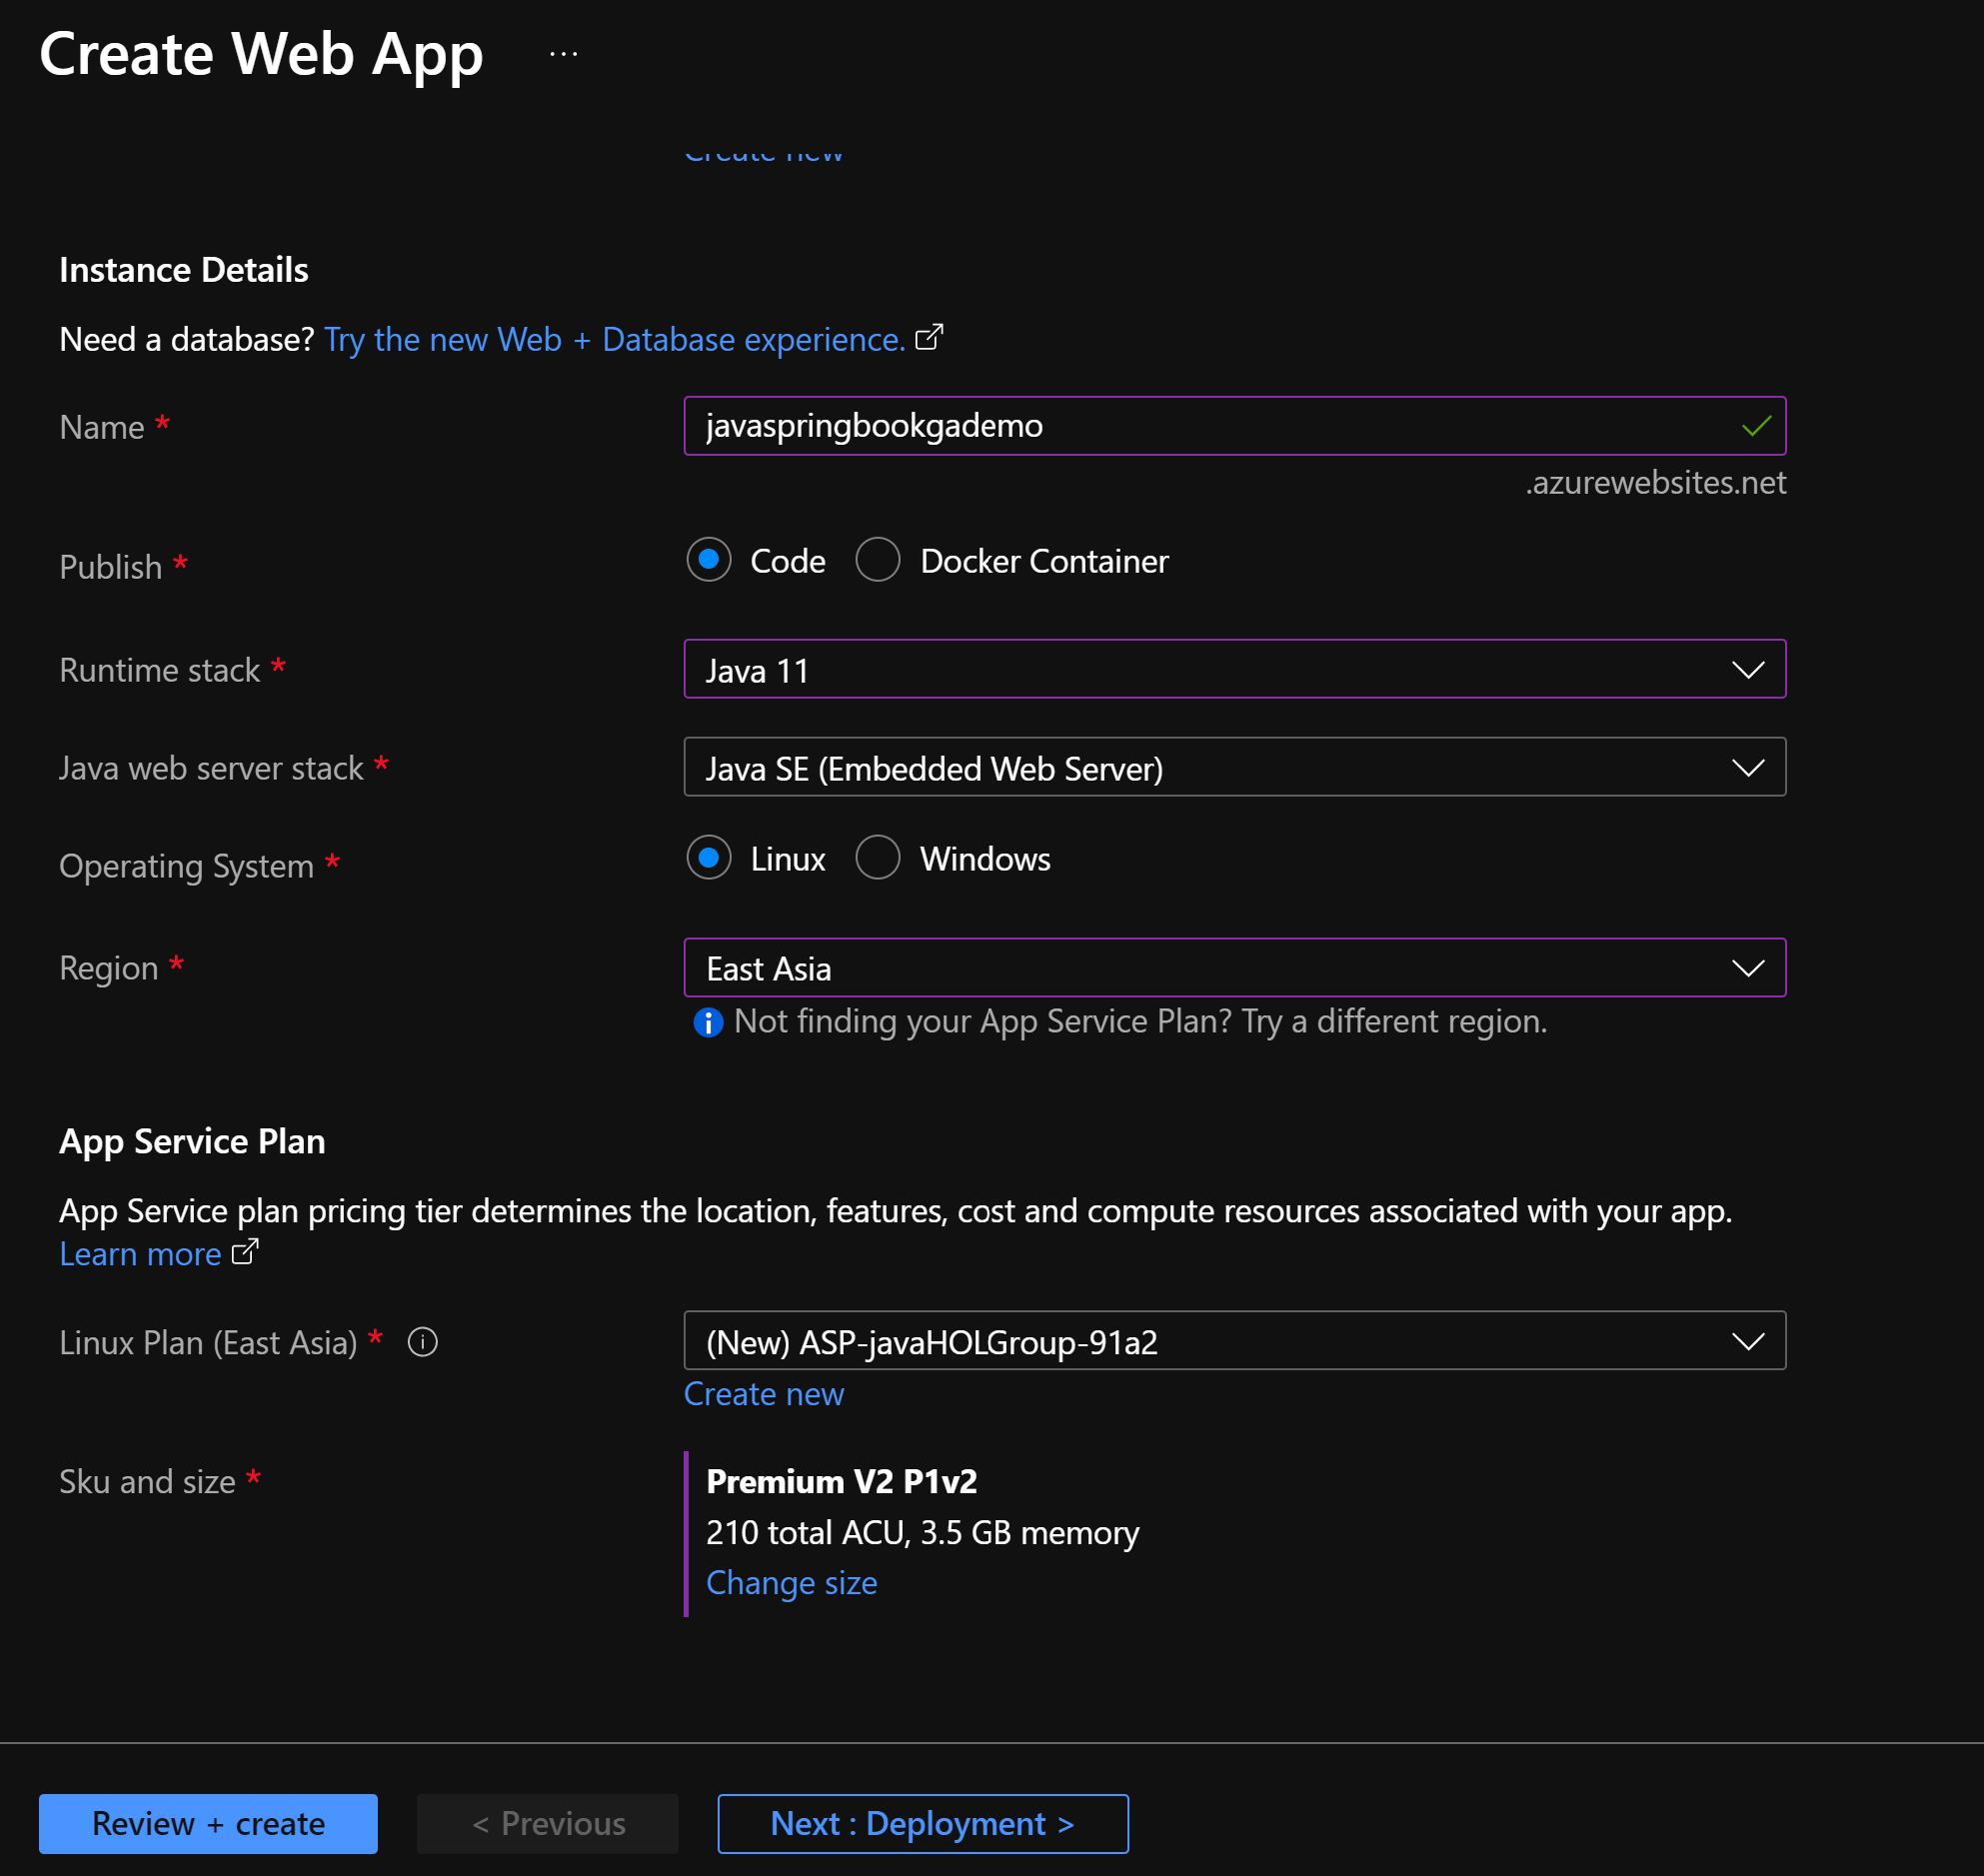 Create Web App ...
Create new
Instance Details
Need a database? Try the new Web + Database experience.
Name *
javaspringbookgademo
.azurewebsites.net
Publish *
Code
Docker Container
Runtime stack *
Java 11
Java web server stack *
Java SE (Embedded Web Server)
Operating System *
Linux
Windows
Region *
East Asia
Not finding your App Service Plan? Try a different region.
App Service Plan
App Service plan pricing tier determines the location, features, cost and compute resources associated with your app.
Learn more
Linux Plan (East Asia) *
(New) ASP-javaHOLGroup-91a2
Create new
Sku and size *
Premium V2 P1v2
210 total ACU, 3.5 GB memory
Change size
Review + create
< Previous
Next : Deployment >